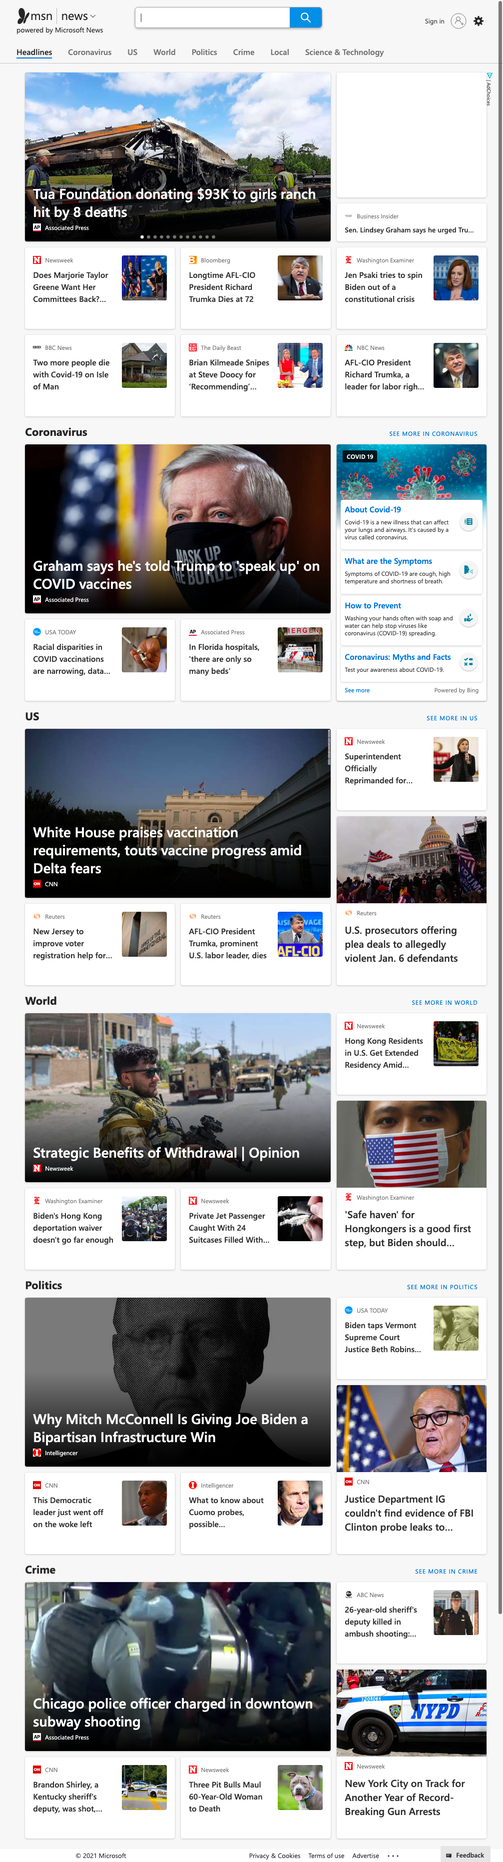 msn | news
powered by Microsoft News
Sign in
Headlines Coronavirus US World Politics Crime Local Science & Technology
AdChoices
Tua Foundation donating $93K to girls ranch
hit by 8 deaths
AP Associated Press
Business Insider
Sen. Lindsey Graham says he urged Tru...
Newsweek
Does Marjorie Taylor
Greene Want Her
Committees Back?...
Bloomberg
Longtime AFL-CIO
President Richard
Trumka Dies at 72
Washington Examiner
Jen Psaki tries to spin
Biden out of a
constitutional crisis
BBC News
Two more people die
with Covid-19 on Isle
of Man
The Daily Beast
Brian Kilmeade Snipes
at Steve Doocy for
'Recommending'...
NBC News
AFL-CIO President
Richard Trumka, a
leader for labor righ...
Coronavirus
SEE MORE IN CORONAVIRUS
MASK UP
THE BORDER
Graham says he's told Trump to 'speak up' on
COVID vaccines
AP Associated Press
COVID 19
About Covid-19
Covid-19 is a new illness that can affect
your lungs and airways. It's caused by a
virus called coronavirus.
What are the Symptoms
Symptoms of COVID-19 are cough, high
temperature and shortness of breath.
How to Prevent
Washing your hands often with soap and
water can help stop viruses like
coronavirus (COVID-19) spreading.
Coronavirus: Myths and Facts
Test your awareness about COVID-19.
See more
Powered by Bing
USA TODAY
Racial disparities in
COVID vaccinations
are narrowing, data...
AP Associated Press
In Florida hospitals,
'there are only so
many beds'
US
SEE MORE IN US
White House praises vaccination
requirements, touts vaccine progress amid
Delta fears
CNN
Newsweek
Superintendent
Officially
Reprimanded for...
Reuters
U.S. prosecutors offering
plea deals to allegedly
violent Jan. 6 defendants
Reuters
New Jersey to
improve voter
registration help for...
Reuters
AFL-CIO President
Trumka, prominent
U.S. labor leader, dies
AFL-CIO
World
SEE MORE IN WORLD
Strategic Benefits of Withdrawal | Opinion
Newsweek
Newsweek
Hong Kong Residents
in U.S. Get Extended
Residency Amid...
Washington Examiner
'Safe haven' for
Hongkongers is a good first
step, but Biden should...
Washington Examiner
Biden's Hong Kong
deportation waiver
doesn't go far enough
Newsweek
Private Jet Passenger
Caught With 24
Suitcases Filled With...
Politics
SEE MORE IN POLITICS
Why Mitch McConnell Is Giving Joe Biden a
Bipartisan Infrastructure Win
Intelligencer
USA TODAY
Biden taps Vermont
Supreme Court
Justice Beth Robins...
CNN
Justice Department IG
couldn't find evidence of FBI
Clinton probe leaks to...
CNN
This Democratic
leader just went off
on the woke left
Intelligencer
What to know about
Cuomo probes,
possible...
Crime
SEE MORE IN CRIME
Chicago police officer charged in downtown
subway shooting
AP Associated Press
ABC News
26-year-old sheriff's
deputy killed in
ambush shooting:...
POLICE
NYPD
Newsweek
New York City on Track for
Another Year of Record-
Breaking Gun Arrests
CNN
Brandon Shirley, a
Kentucky sheriff's
deputy, was shot,...
Newsweek
Three Pit Bulls Maul
60-Year-Old Woman
to Death
© 2021 Microsoft
Privacy & Cookies Terms of use Advertise ...
Feedback